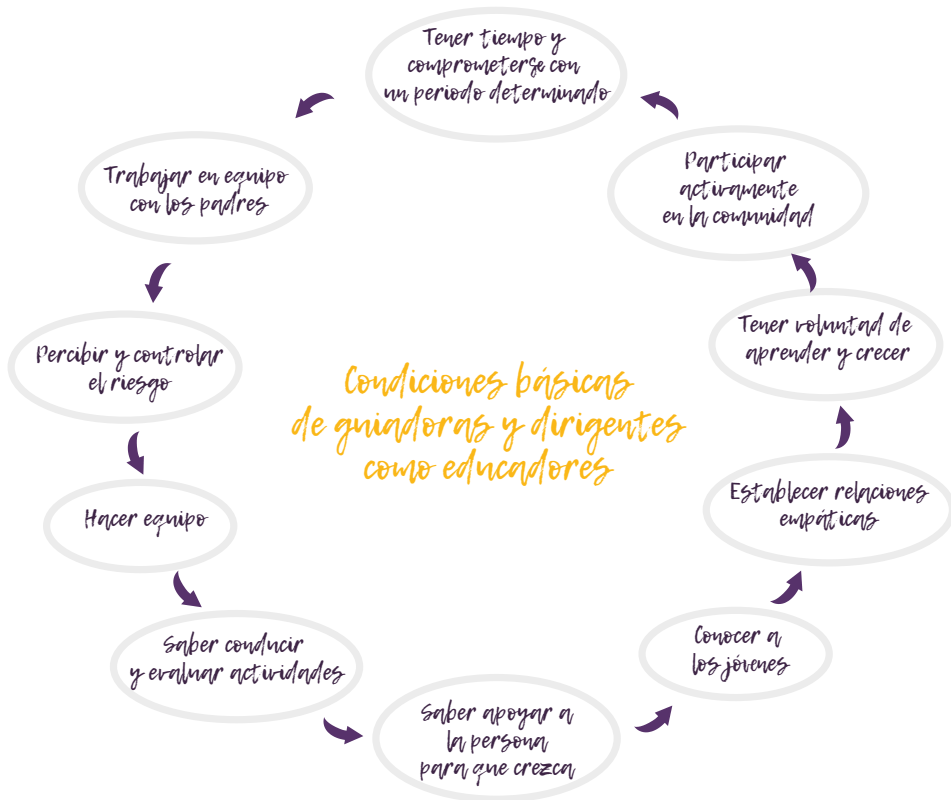 Tener tiempo y
comprometerse con
un periodo determinado
Trabajar en equipo
con los padres
Percibir y controlar
el riesgo
Hacer equipo
Saber conducir
y evaluar actividades
Saber apoyar a
la persona
para que crezca
Conocer a
los jóvenes
Establecer relaciones
empáticas
Tener voluntad de
aprender y crecer
Participar
activamente
en la comunidad
Condiciones básicas
de guiadoras y dirigentes
como educadores